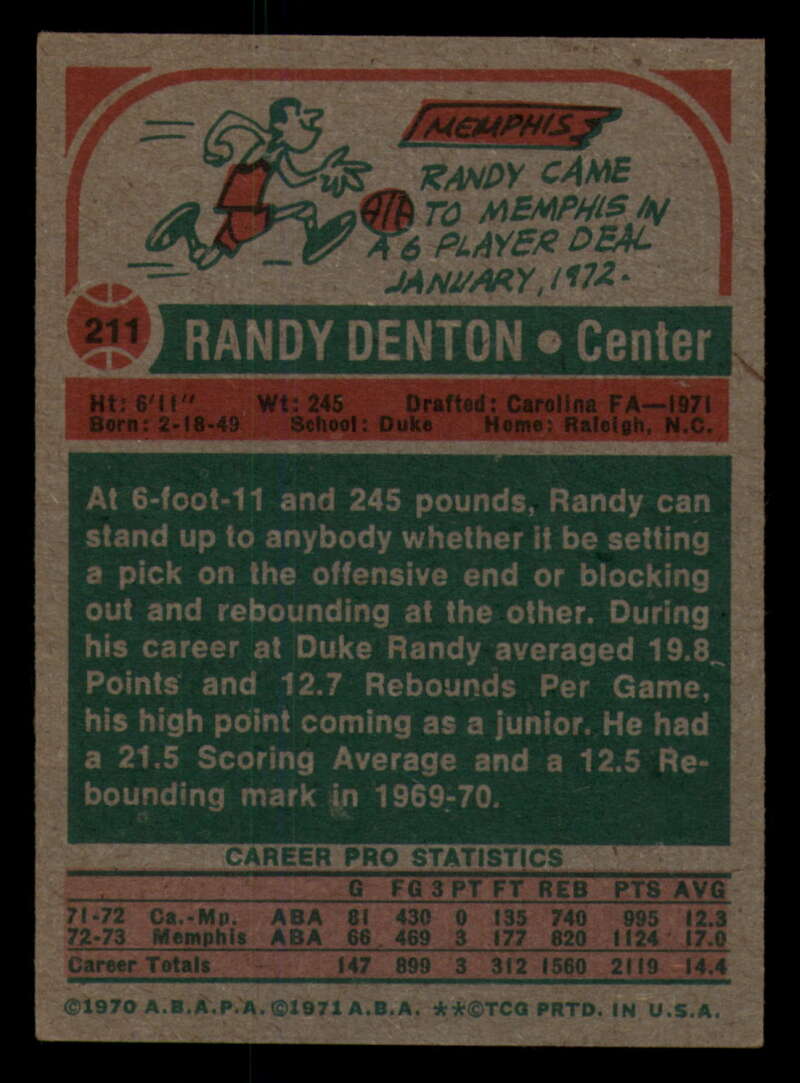 MEMPHIS
RANDY CAME
TO MEMPHIS IN
A 6 PLAYER DEAL
JANUARY, 1972.
211
RANDY DENTON • Center
Ht: 6'11" Wt: 245 Drafted: Carolina FA—1971
Born: 2-18-49 School: Duke Home: Raleigh, N.C.
At 6-foot-11 and 245 pounds, Randy can
stand up to anybody whether it be setting
a pick on the offensive end or blocking
out and rebounding at the other. During
his career at Duke Randy averaged 19.8
Points and 12.7 Rebounds Per Game,
his high point coming as a junior. He had
a 21.5 Scoring Average and a 12.5 Re-
bounding mark in 1969-70.
CAREER PRO STATISTICS
G FG 3 PT FT REB PTS AVG
71-72 Ca.-Mp. ABA 81 430 0 135 740 995 12.3
72-73 Memphis ABA 66 469 3 177 820 1124 17.0
Career Totals 147 899 3 312 1560 2119 14.4
©1970 A.B.A.P.A. ©1971 A.B.A. **©TCG PRTD. IN U.S.A.